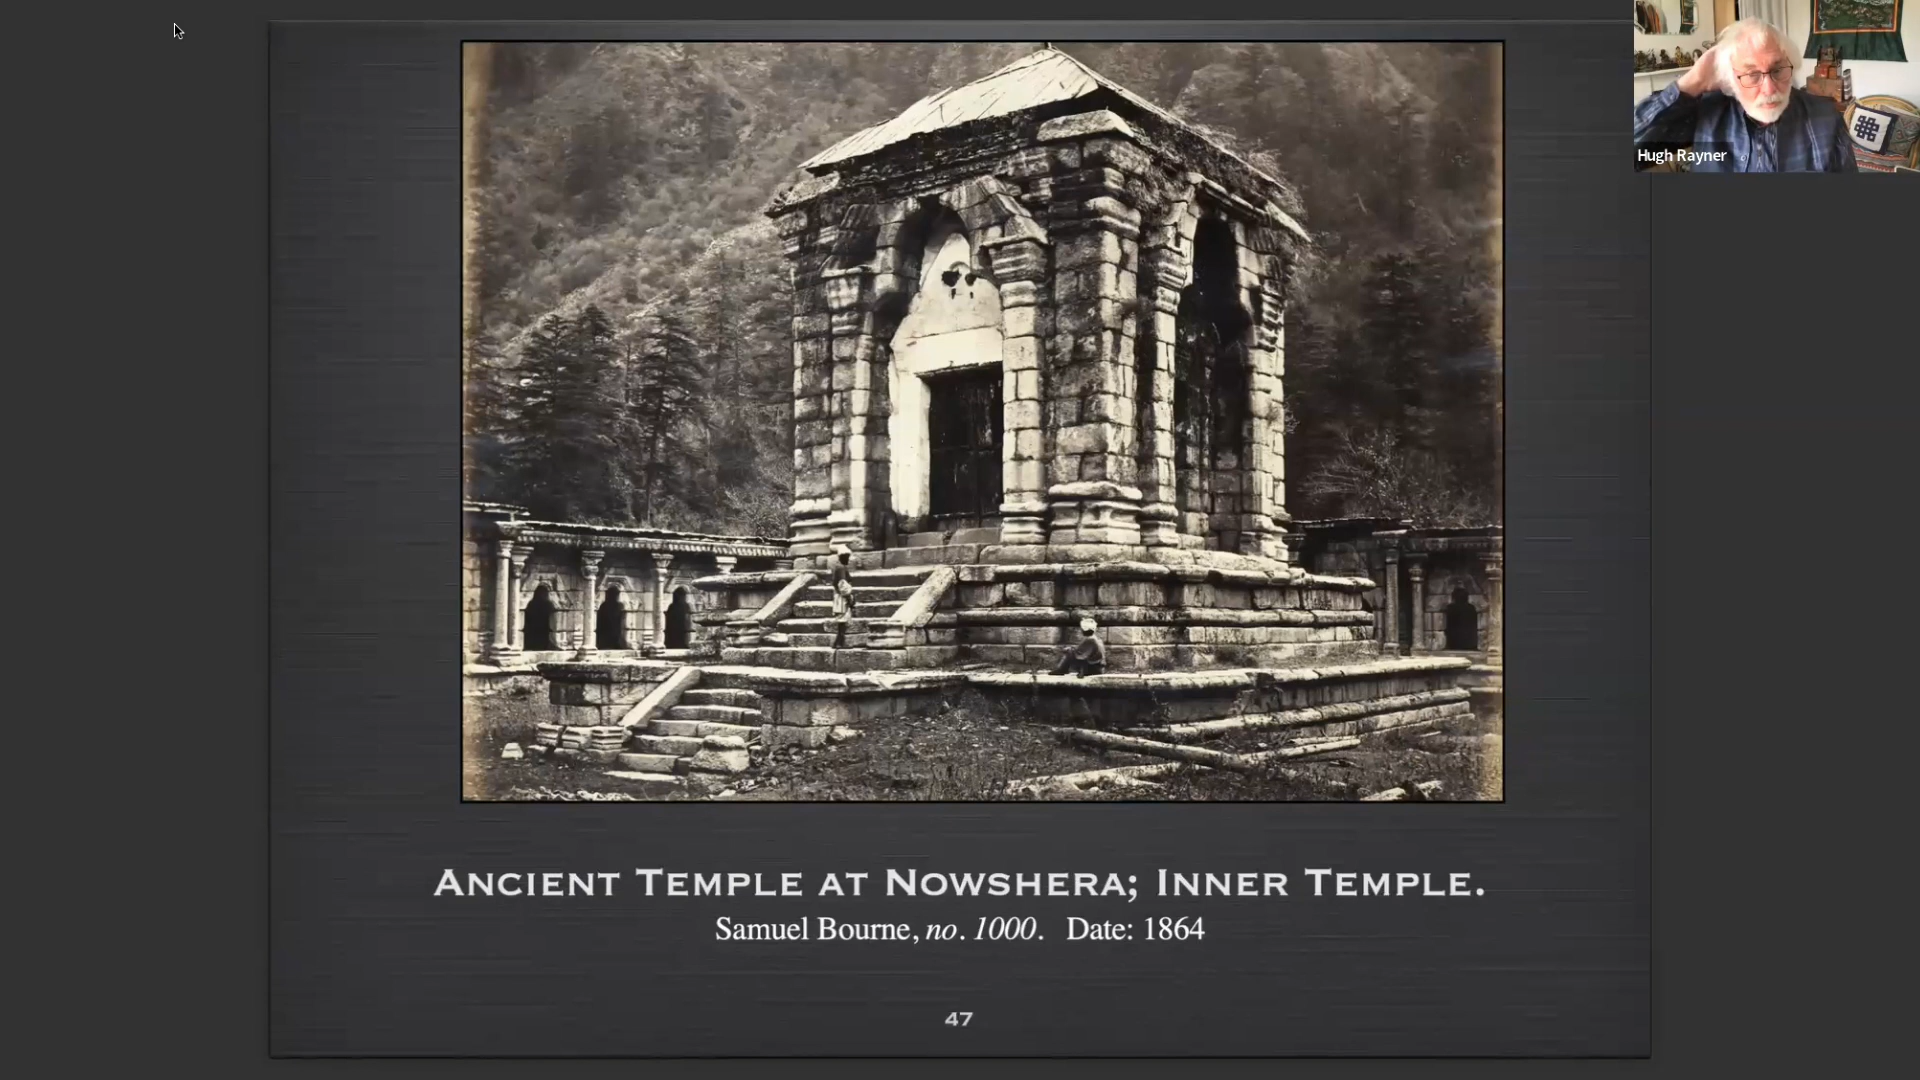 Hugh Rayner
Ancient Temple at Nowshera; Inner Temple.
Samuel Bourne, no. 1000. Date: 1864
47